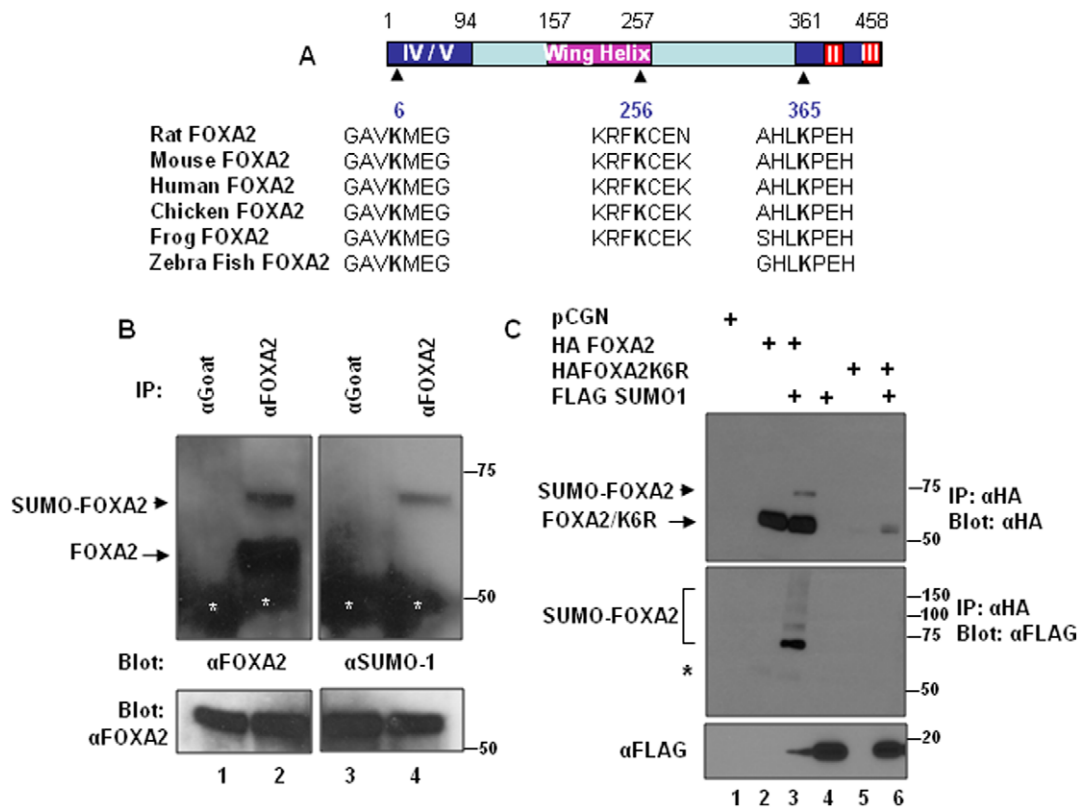 1 94 157 257 361 458
A IV / V Wing Helix II III
6 256 365
Rat FOXA2 GAVKMEG KRFKCEN AHLKPEH
Mouse FOXA2 GAVKMEG KRFKCEK AHLKPEH
Human FOXA2 GAVKMEG KRFKCEK AHLKPEH
Chicken FOXA2 GAVKMEG KRFKCEK AHLKPEH
Frog FOXA2 GAVKMEG KRFKCEK SHLKPEH
Zebra Fish FOXA2 GAVKMEG GHLKPEH
B
IP: αGoat αFOXA2 αGoat αFOXA2
75
SUMO-FOXA2
FOXA2
* * * *
50
Blot: αFOXA2 αSUMO-1
Blot:
αFOXA2
50
1 2 3 4
C
pCGN +
HA FOXA2 + +
HAFOXA2K6R + +
FLAG SUMO1 + + +
SUMO-FOXA2
FOXA2/K6R
75
50
IP: αHA
Blot: αHA
SUMO-FOXA2
*
150
100
75
50
IP: αHA
Blot: αFLAG
αFLAG
20
1 2 3 4 5 6